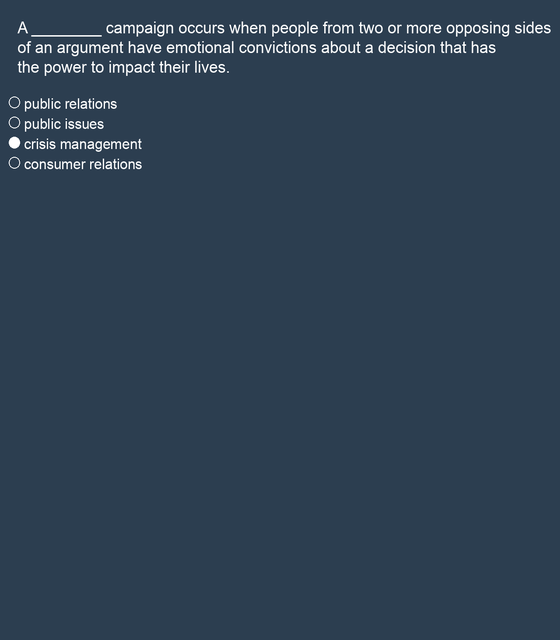 A ________ campaign occurs when people from two or more opposing sides
of an argument have emotional convictions about a decision that has
the power to impact their lives.
public relations
public issues
crisis management
consumer relations